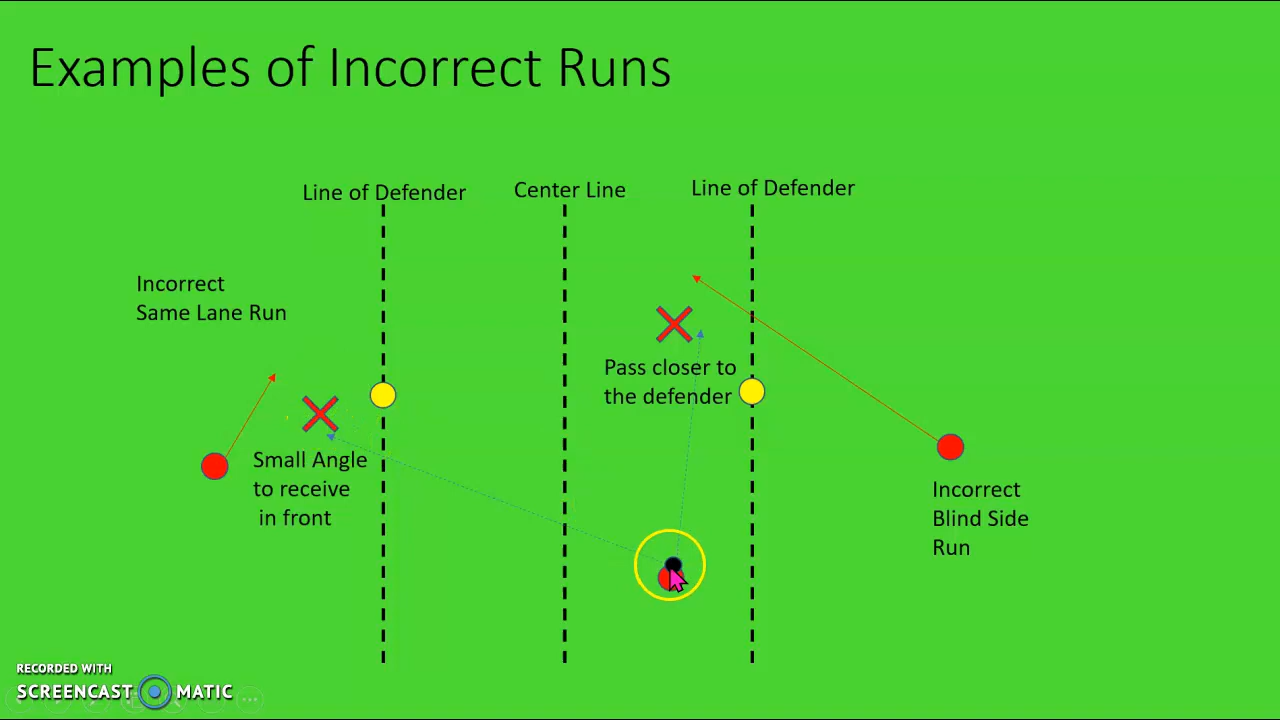 Examples of Incorrect Runs
Line of Defender
Center Line
Line of Defender
Incorrect
Same Lane Run
Pass closer to
the defender
Small Angle
to receive
in front
Incorrect
Blind Side
Run
RECORDED WITH
SCREENCAST MATIC